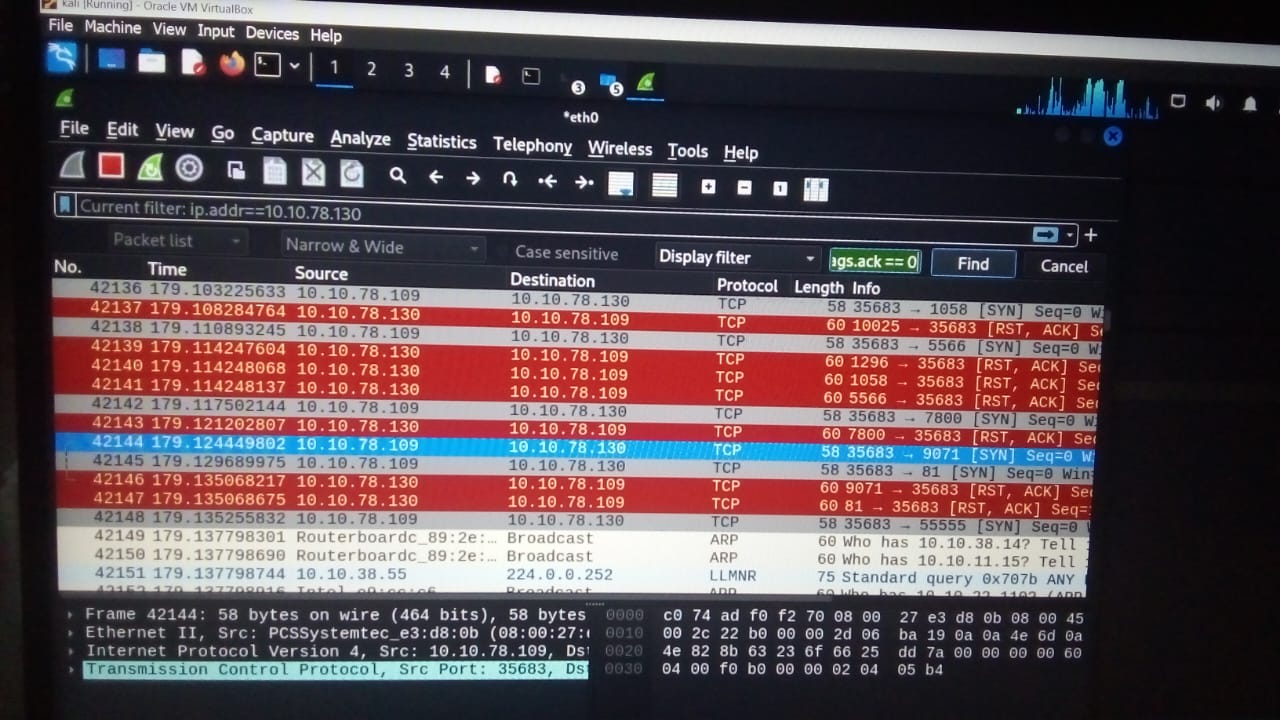 kali [Running] - Oracle VM VirtualBox
File Machine View Input Devices Help
1 2 3 4 3 5
*eth0
File Edit View Go Capture Analyze Statistics Telephony Wireless Tools Help
Current filter: ip.addr==10.10.78.130
Packet list Narrow & Wide Case sensitive Display filter ags.ack == 0 Find Cancel
No. Time Source Destination Protocol Length Info
42136 179.103225633 10.10.78.109 10.10.78.130 TCP 58 35683 → 1058 [SYN] Seq=0 Wi
42137 179.108284764 10.10.78.130 10.10.78.109 TCP 60 10025 → 35683 [RST, ACK] Se
42138 179.110893245 10.10.78.109 10.10.78.130 TCP 58 35683 → 5566 [SYN] Seq=0 W
42139 179.114247604 10.10.78.130 10.10.78.109 TCP 60 1296 → 35683 [RST, ACK] Se
42140 179.114248068 10.10.78.130 10.10.78.109 TCP 60 1058 → 35683 [RST, ACK] Se
42141 179.114248137 10.10.78.130 10.10.78.109 TCP 60 5566 → 35683 [RST, ACK] Se
42142 179.117502144 10.10.78.109 10.10.78.130 TCP 58 35683 → 7800 [SYN] Seq=0 W
42143 179.121202807 10.10.78.130 10.10.78.109 TCP 60 7800 → 35683 [RST, ACK] Se
42144 179.124449802 10.10.78.109 10.10.78.130 TCP 58 35683 → 9071 [SYN] Seq=0 W
42145 179.129689975 10.10.78.109 10.10.78.130 TCP 58 35683 → 81 [SYN] Seq=0 Win
42146 179.135068217 10.10.78.130 10.10.78.109 TCP 60 9071 → 35683 [RST, ACK] Se
42147 179.135068675 10.10.78.130 10.10.78.109 TCP 60 81 → 35683 [RST, ACK] Seq=
42148 179.135255832 10.10.78.109 10.10.78.130 TCP 58 35683 → 55555 [SYN] Seq=0
42149 179.137798301 Routerboardc_89:2e:… Broadcast ARP 60 Who has 10.10.38.14? Tell
42150 179.137798690 Routerboardc_89:2e:… Broadcast ARP 60 Who has 10.10.11.15? Tell
42151 179.137798744 10.10.38.55 224.0.0.252 LLMNR 75 Standard query 0x707b ANY
Frame 42144: 58 bytes on wire (464 bits), 58 bytes 0000 c0 74 ad f0 f2 70 08 00 27 e3 d8 0b 08 00 45
Ethernet II, Src: PCSSystemtec_e3:d8:0b (08:00:27:e 0010 00 2c 22 b0 00 00 2d 06 ba 19 0a 0a 4e 6d 0a
Internet Protocol Version 4, Src: 10.10.78.109, Dst 0020 4e 82 8b 63 23 6f 66 25 dd 7a 00 00 00 00 60
Transmission Control Protocol, Src Port: 35683, Dst 0030 04 00 f0 b0 00 00 02 04 05 b4